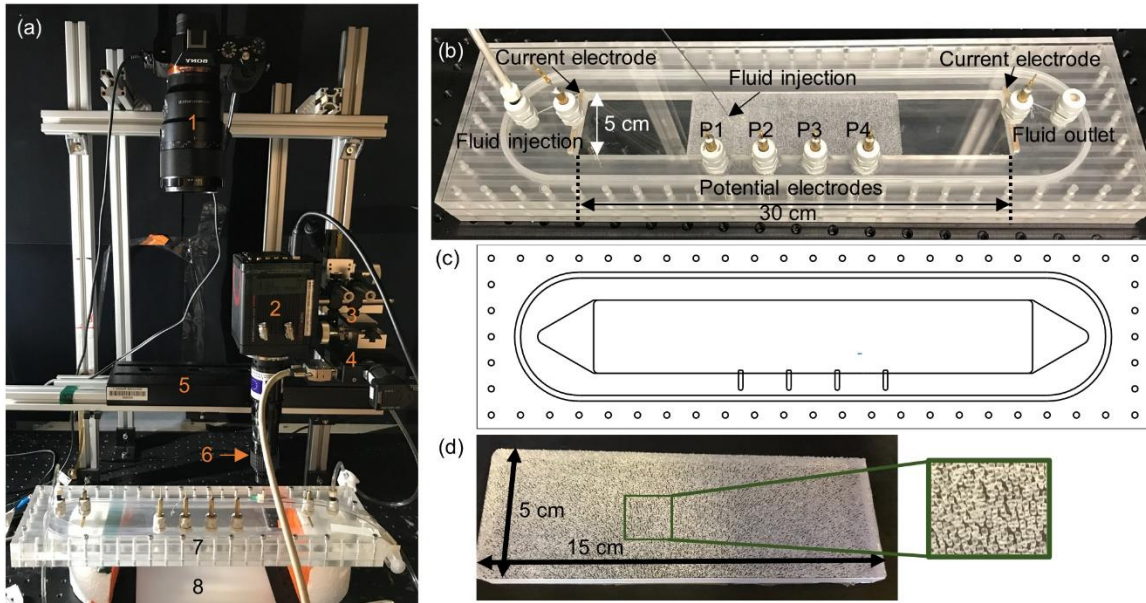 (a)
SONY
1
2
3
4
5
6
7
8
(b)
Current electrode
Current electrode
Fluid injection
5 cm
P1 P2 P3 P4
Fluid injection
Fluid outlet
Potential electrodes
30 cm
(c)
(d)
5 cm
15 cm